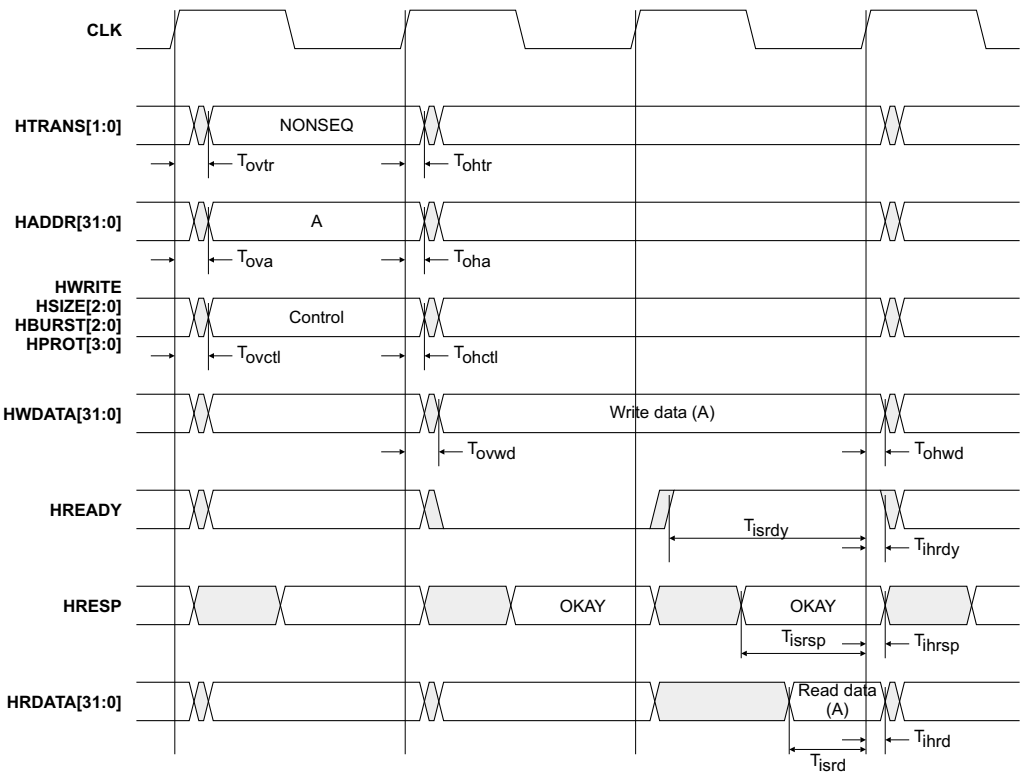 CLK
HTRANS[1:0]
NONSEQ
Tovtr
Tohtr
HADDR[31:0]
A
Tova
Toha
HWRITE
HSIZE[2:0]
HBURST[2:0]
HPROT[3:0]
Control
Tovctl
Tohctl
HWDATA[31:0]
Write data (A)
Tovwd
Tohwd
HREADY
Tisrdy
Tihrdy
HRESP
OKAY
OKAY
Tisrsp
Tihrsp
HRDATA[31:0]
Read data
(A)
Tihrd
Tisrd